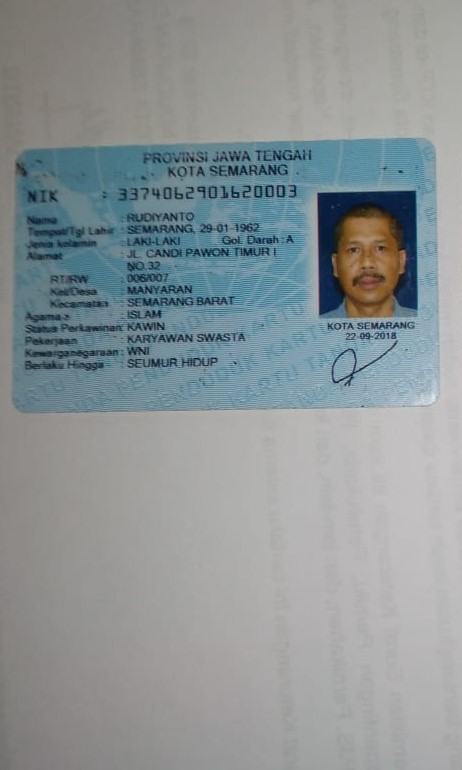 PROVINSI JAWA TENGAH
KOTA SEMARANG
NIK : 3374062901620003
Nama : RUDIYANTO
Tempat/Tgl Lahir : SEMARANG, 29-01-1962
Jenis kelamin : LAKI-LAKI Gol. Darah : A
Alamat : JL. CANDI PAWON TIMUR I
NO.32
RT/RW : 006/007
Kel/Desa : MANYARAN
Kecamatan : SEMARANG BARAT
Agama : ISLAM
Status Perkawinan: KAWIN
Pekerjaan : KARYAWAN SWASTA
Kewarganegaraan : WNI
Berlaku Hingga : SEUMUR HIDUP
KOTA SEMARANG
22-09-2018